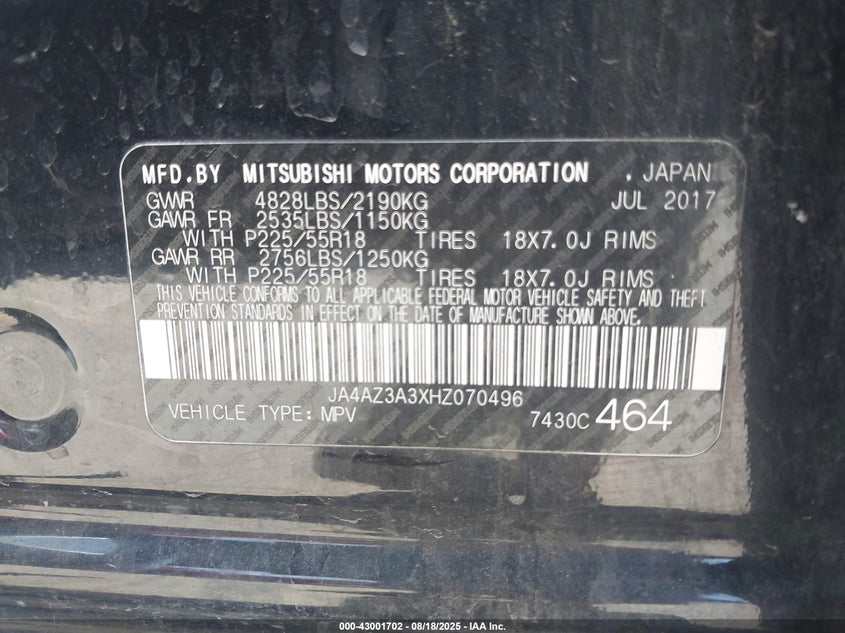 MFD.BY MITSUBISHI MOTORS CORPORATION . JAPAN
GVWR 4828LBS/2190KG JUL 2017
GAWR FR 2535LBS/1150KG
WITH P225/55R18 TIRES 18X7.0J RIMS
GAWR RR 2756LBS/1250KG
WITH P225/55R18 TIRES 18X7.0J RIMS
THIS VEHICLE CONFORMS TO ALL APPLICABLE FEDERAL MOTOR VEHICLE SAFETY AND THEFT
PREVENTION STANDARDS IN EFFECT ON THE DATE OF MANUFACTURE SHOWN ABOVE.
JA4AZ3A3XHZ070496
VEHICLE TYPE: MPV 7430C 464
000-43001702 - 08/18/2025 - IAA Inc.